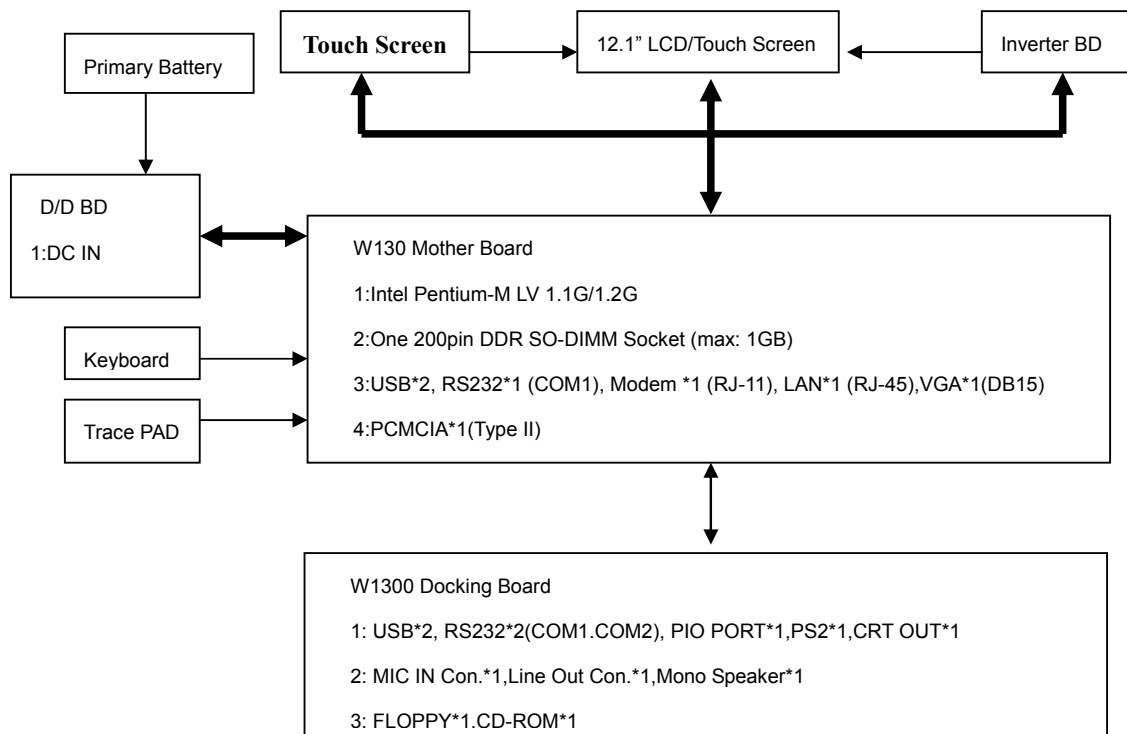 Touch Screen
12.1” LCD/Touch Screen
Inverter BD
Primary Battery
D/D BD
1:DC IN
W130 Mother Board
1:Intel Pentium-M LV 1.1G/1.2G
2:One 200pin DDR SO-DIMM Socket (max: 1GB)
3:USB*2, RS232*1 (COM1), Modem *1 (RJ-11), LAN*1 (RJ-45),VGA*1(DB15)
4:PCMCIA*1(Type II)
Keyboard
Trace PAD
W1300 Docking Board
1: USB*2, RS232*2(COM1.COM2), PIO PORT*1,PS2*1,CRT OUT*1
2: MIC IN Con.*1,Line Out Con.*1,Mono Speaker*1
3: FLOPPY*1.CD-ROM*1